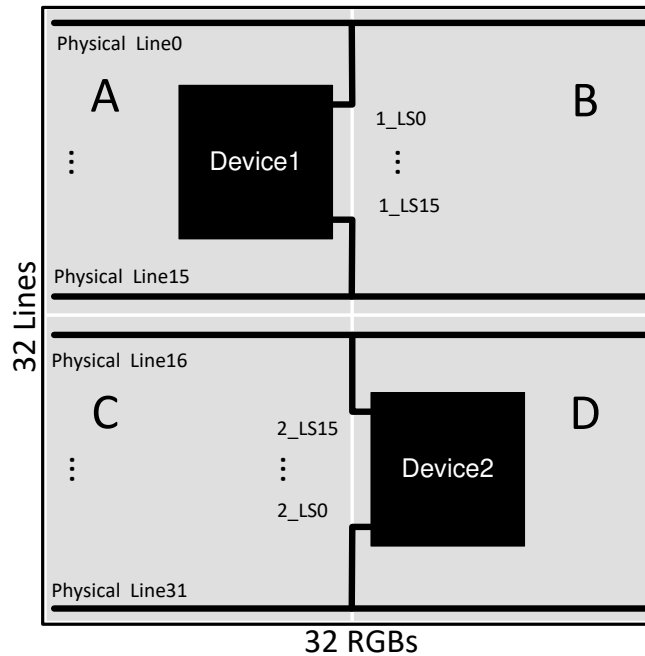 Physical Line0
A
B
Device1
1_LS0
⋮
⋮
1_LS15
Physical Line15
32 Lines
Physical Line16
C
D
2_LS15
Device2
⋮
⋮
2_LS0
Physical Line31
32 RGBs